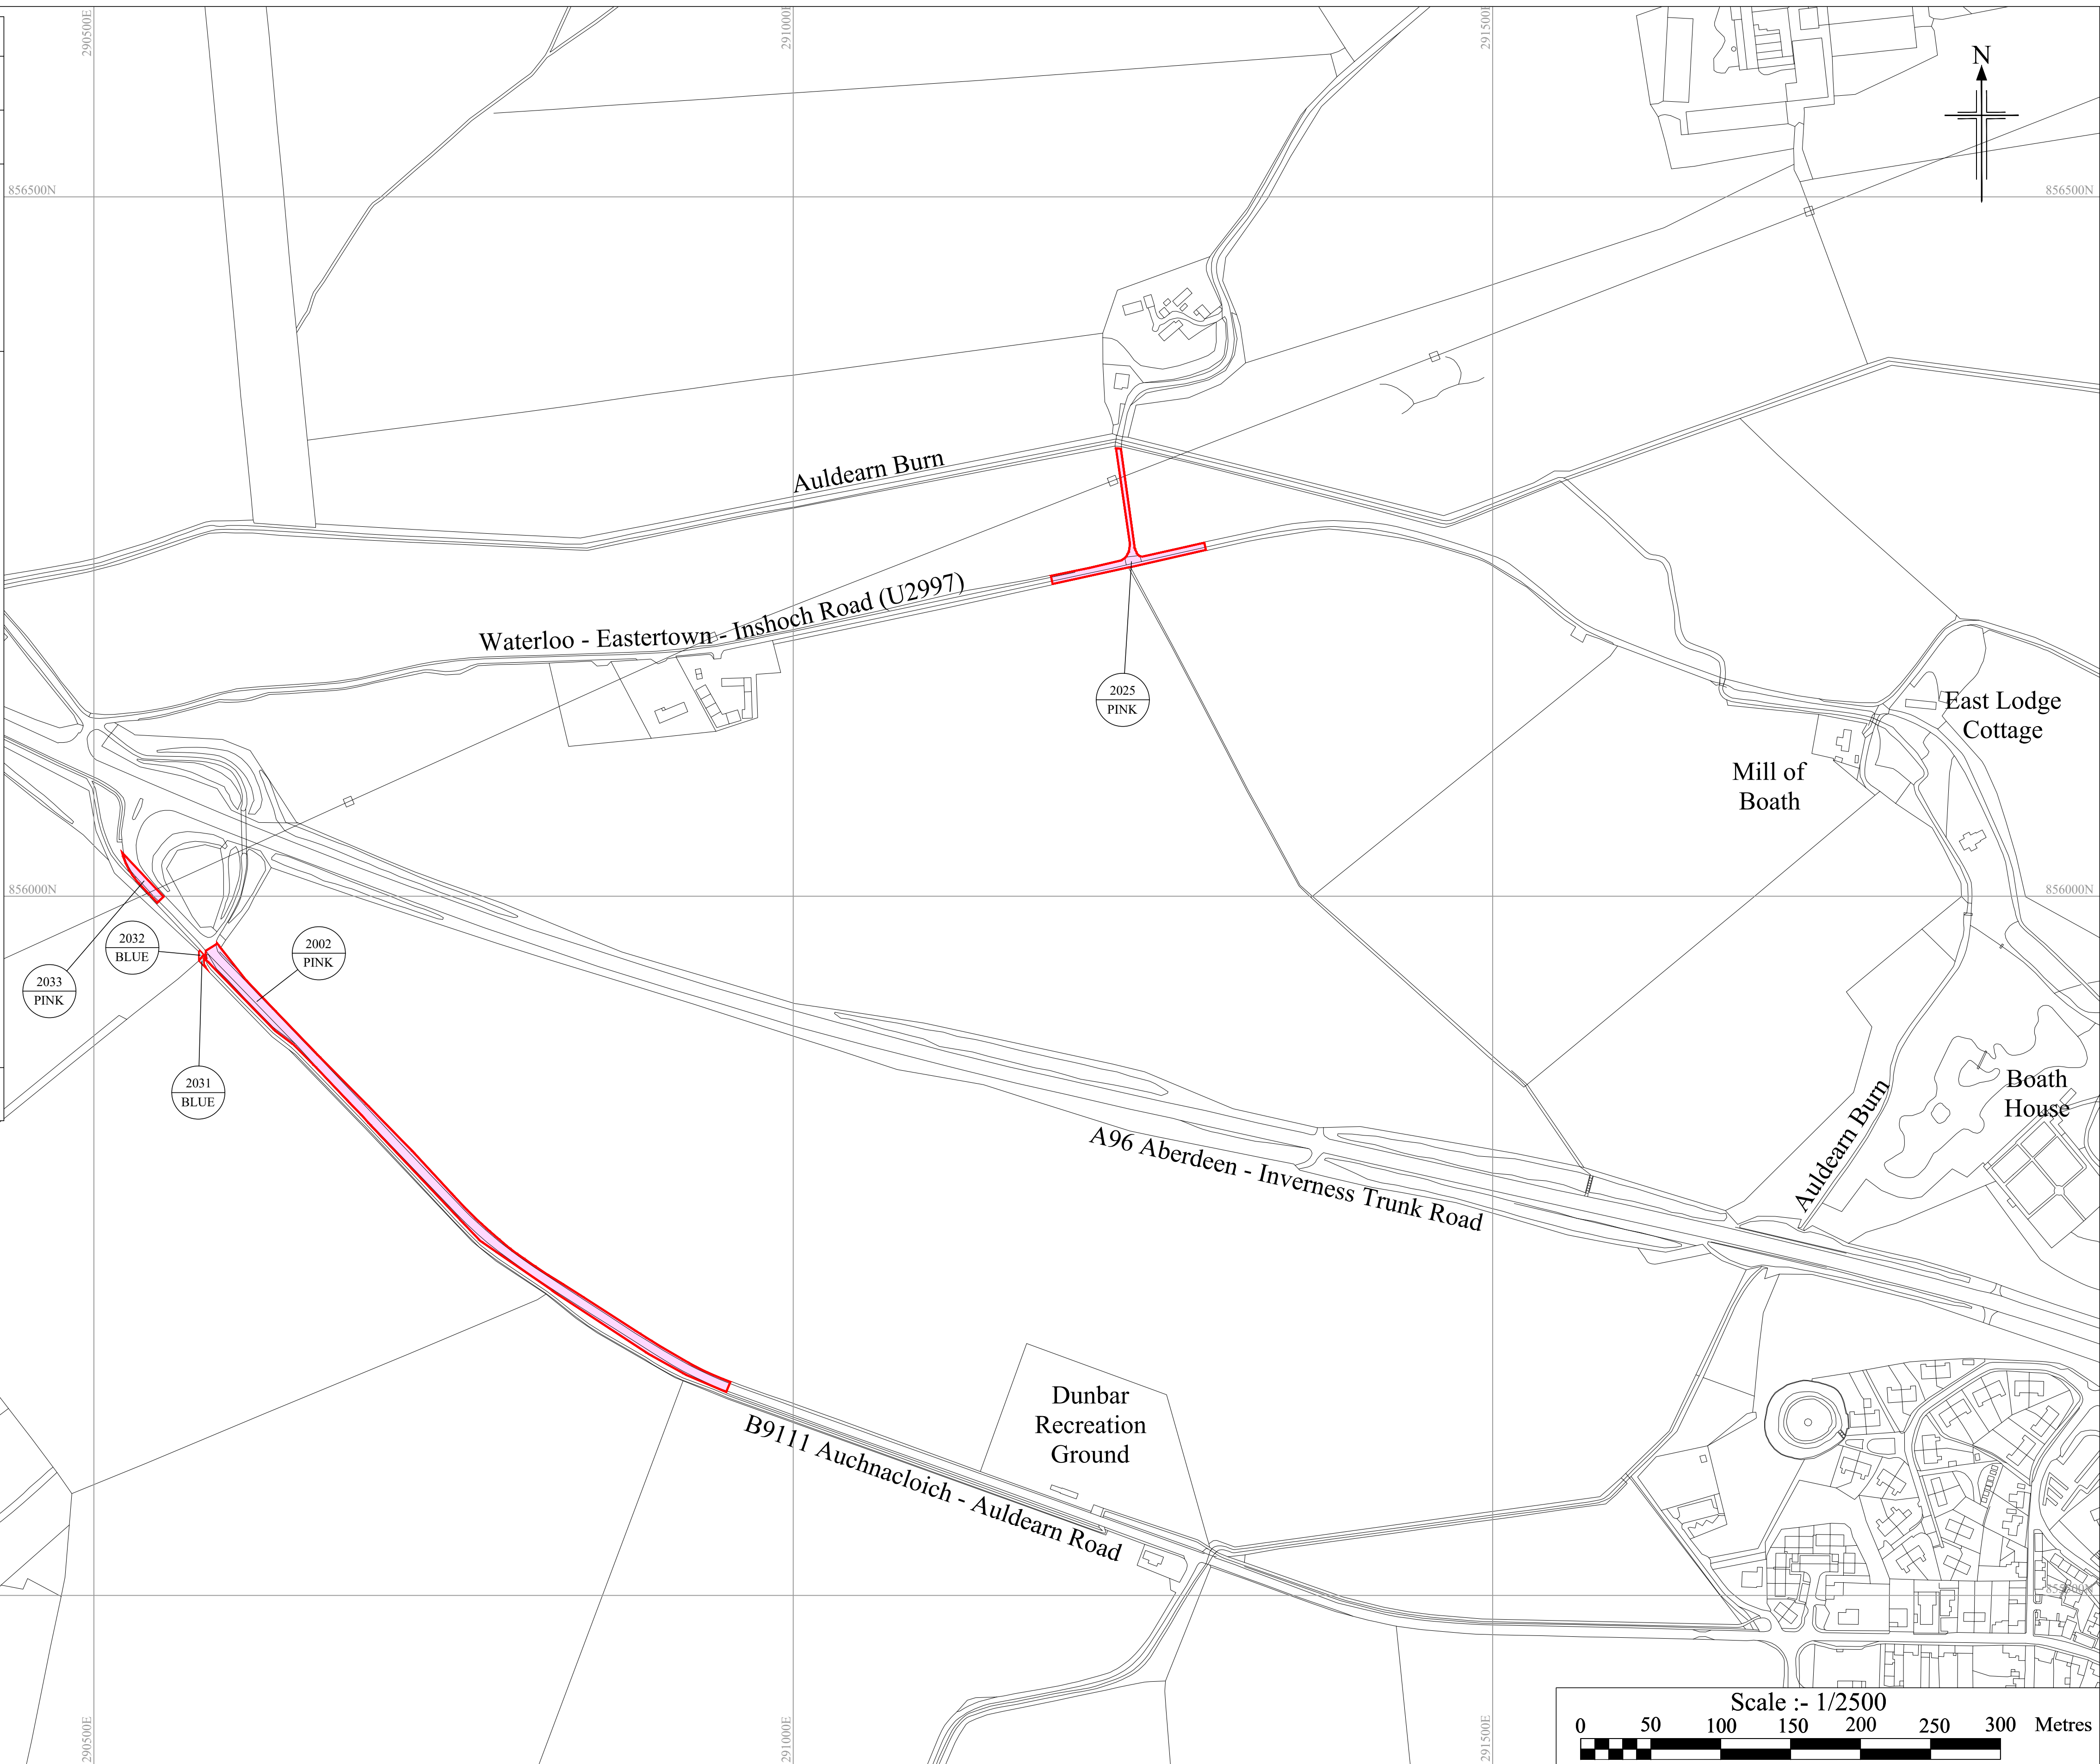 290500E
291000E
291500E
N
856500N
856500N
Auldearn Burn
Waterloo - Eastertown - Inshoch Road (U2997)
2025
PINK
East Lodge
Cottage
Mill of
Boath
856000N
856000N
2032
BLUE
2002
PINK
2033
PINK
2031
BLUE
Boath
House
Auldearn Burn
A96 Aberdeen - Inverness Trunk Road
Dunbar
Recreation
Ground
B9111 Auchnacloich - Auldearn Road
855500N
290500E
291000E
291500E
Scale :- 1/2500
0 50 100 150 200 250 300 Metres